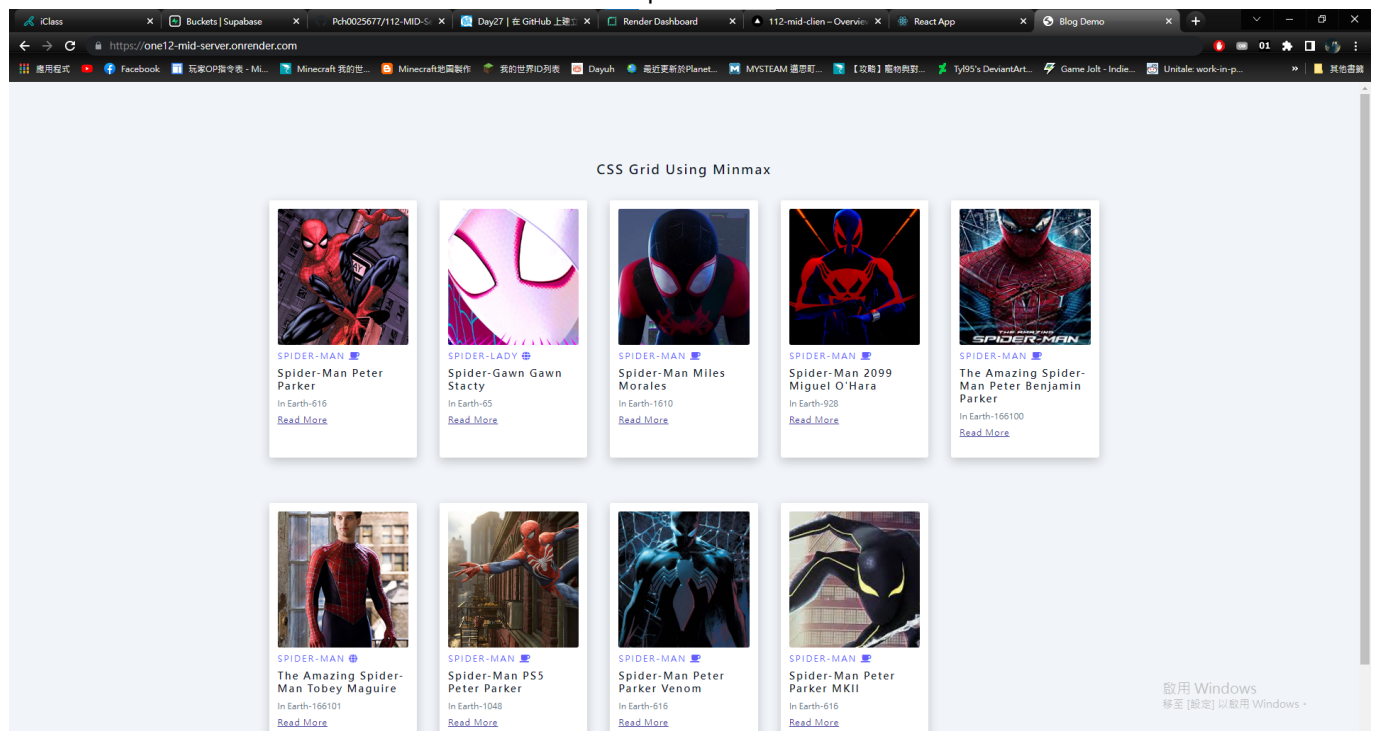 iClass
Buckets | Supabase
Pch0025677/112-MID-S
Day27 | 在 GitHub 上建立
Render Dashboard
112-mid-clien – Overview
React App
Blog Demo
https://one12-mid-server.onrender.com
01
應用程式
Facebook
玩家OP指令表 - Mi...
Minecraft 我的世...
Minecraft地圖製作
我的世界ID列表
Dayuh
最近更新於Planet...
MYSTEAM 邁思町...
【攻略】寵物與對...
Tyl95's DeviantArt...
Game Jolt - Indie...
Unitale: work-in-p...
»
其他書籤
CSS Grid Using Minmax
THE AMAZING
SPIDER-MAN
SPIDER-MAN
Spider-Man Peter
Parker
In Earth-616
Read More
SPIDER-LADY
Spider-Gawn Gawn
Stacty
In Earth-65
Read More
SPIDER-MAN
Spider-Man Miles
Morales
In Earth-1610
Read More
SPIDER-MAN
Spider-Man 2099
Miguel O'Hara
In Earth-928
Read More
SPIDER-MAN
The Amazing Spider-
Man Peter Benjamin
Parker
In Earth-166100
Read More
SPIDER-MAN
The Amazing Spider-
Man Tobey Maguire
In Earth-166101
Read More
SPIDER-MAN
Spider-Man PS5
Peter Parker
In Earth-1048
Read More
SPIDER-MAN
Spider-Man Peter
Parker Venom
In Earth-616
Read More
SPIDER-MAN
Spider-Man Peter
Parker MKII
In Earth-616
Read More
啟用 Windows
移至 [設定] 以啟用 Windows。